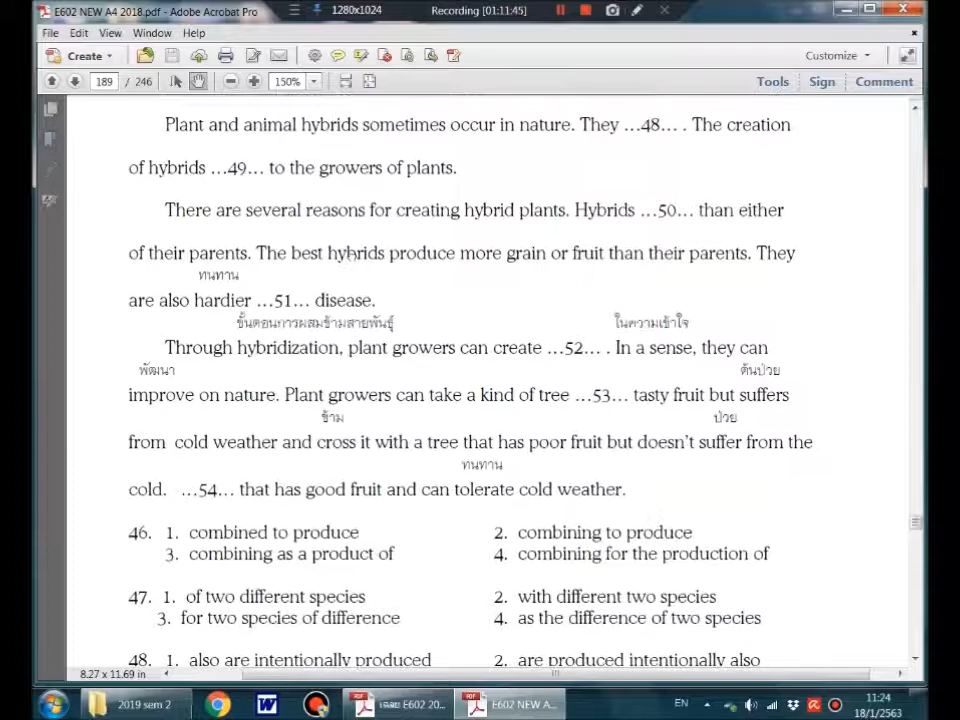 E602 NEW A4 2018.pdf - Adobe Acrobat Pro
1280x1024
Recording [01:11:45]
File Edit View Window Help
Create
Customize
189 / 246
150%
Tools Sign Comment
Plant and animal hybrids sometimes occur in nature. They ...48... . The creation
of hybrids ...49... to the growers of plants.
There are several reasons for creating hybrid plants. Hybrids ...50... than either
of their parents. The best hybrids produce more grain or fruit than their parents. They
ทนทาน
are also hardier ...51... disease.
ขั้นตอนการผสมข้ามสายพันธุ์ ในความเข้าใจ
Through hybridization, plant growers can create ...52... . In a sense, they can
พัฒนา ต้นป่วย
improve on nature. Plant growers can take a kind of tree ...53... tasty fruit but suffers
ข้าม ป่วย
from cold weather and cross it with a tree that has poor fruit but doesn't suffer from the
ทนทาน
cold. ...54... that has good fruit and can tolerate cold weather.
46. 1. combined to produce 2. combining to produce
3. combining as a product of 4. combining for the production of
47. 1. of two different species 2. with different two species
3. for two species of difference 4. as the difference of two species
48. 1. also are intentionally produced 2. are produced intentionally also
8.27 x 11.69 in
2019 sem 2
เฉลย E602 20...
E602 NEW A...
EN
11:24
18/1/2563